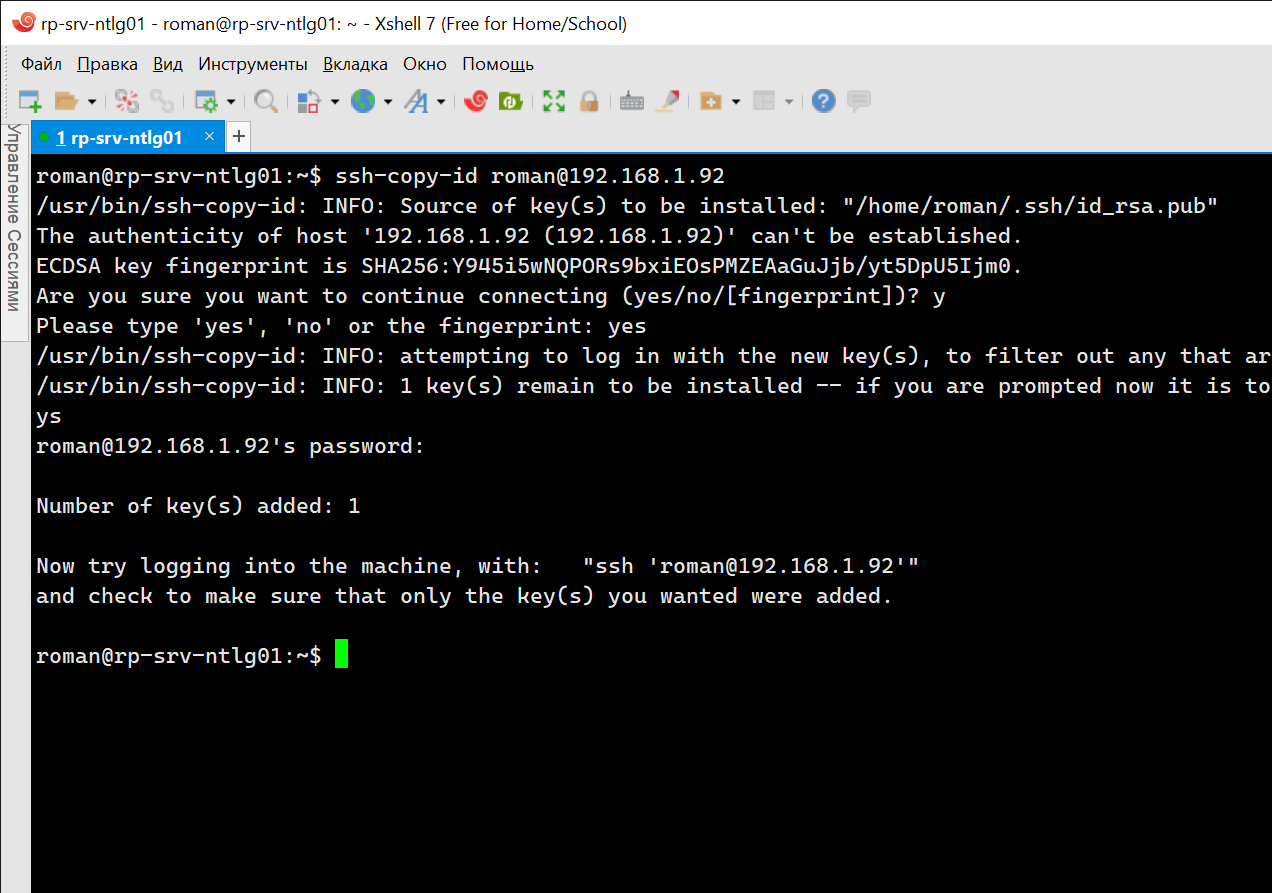 rp-srv-ntlg01 - roman@rp-srv-ntlg01: ~ - Xshell 7 (Free for Home/School)
Файл Правка Вид Инструменты Вкладка Окно Помощь
1 rp-srv-ntlg01 × +
Управление Сессиями
roman@rp-srv-ntlg01:~$ ssh-copy-id roman@192.168.1.92
/usr/bin/ssh-copy-id: INFO: Source of key(s) to be installed: "/home/roman/.ssh/id_rsa.pub"
The authenticity of host '192.168.1.92 (192.168.1.92)' can't be established.
ECDSA key fingerprint is SHA256:Y945i5wNQPORs9bxiEOsPMZEAaGuJjb/yt5DpU5Ijm0.
Are you sure you want to continue connecting (yes/no/[fingerprint])? y
Please type 'yes', 'no' or the fingerprint: yes
/usr/bin/ssh-copy-id: INFO: attempting to log in with the new key(s), to filter out any that ar
/usr/bin/ssh-copy-id: INFO: 1 key(s) remain to be installed -- if you are prompted now it is to
ys
roman@192.168.1.92's password:
Number of key(s) added: 1
Now try logging into the machine, with:   "ssh 'roman@192.168.1.92'"
and check to make sure that only the key(s) you wanted were added.
roman@rp-srv-ntlg01:~$